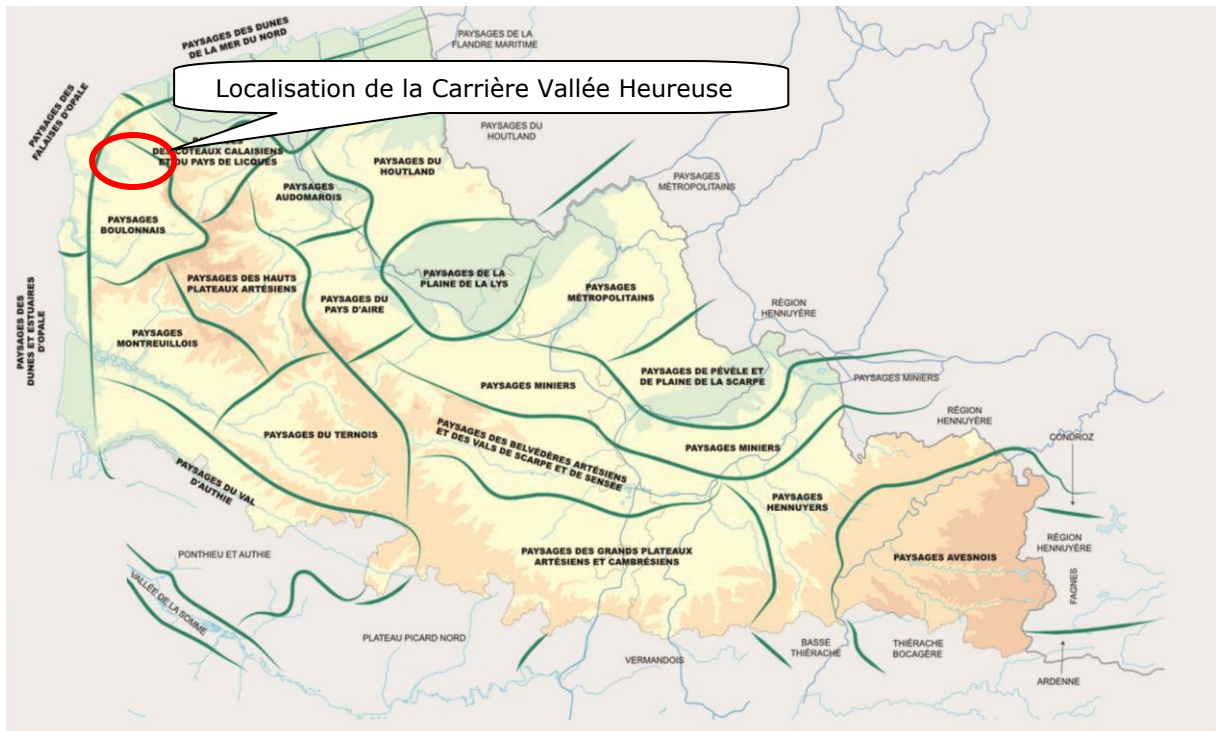 PAYSAGES DES DUNES
DE LA MER DU NORD
PAYSAGES DE LA
FLANDRE MARITIME
Localisation de la Carrière Vallée Heureuse
PAYSAGES DES
FALAISES D'OPALE
PAYSAGES DU
HOUTLAND
DES COTEAUX CALAISIENS
ET DU PAYS DE LICQUES
PAYSAGES DU
HOUTLAND
PAYSAGES
AUDOMAROIS
PAYSAGES
MÉTROPOLITAINS
PAYSAGES
BOULONNAIS
PAYSAGES DES HAUTS
PLATEAUX ARTÉSIENS
PAYSAGES DE LA
PLAINE DE LA LYS
PAYSAGES
MÉTROPOLITAINS
PAYSAGES DU
PAYS D'AIRE
RÉGION
HENNUYÈRE
PAYSAGES DES
DUNES ET ESTUAIRES
D'OPALE
PAYSAGES
MONTREUILLOIS
PAYSAGES DE PÉVÈLE ET
DE PLAINE DE LA SCARPE
PAYSAGES MINIERS
PAYSAGES MINIERS
RÉGION
HENNUYÈRE
PAYSAGES DU TERNOIS
PAYSAGES DES BELVÉDÈRES ARTÉSIENS
ET DES VALS DE SCARPE ET DE SENSÉE
PAYSAGES MINIERS
CONDROZ
PAYSAGES DU VAL
D'AUTHIE
PAYSAGES
HENNUYERS
PONTHIEU ET AUTHIE
PAYSAGES DES GRANDS PLATEAUX
ARTÉSIENS ET CAMBRÉSIENS
PAYSAGES AVESNOIS
RÉGION
HENNUYÈRE
FAGNES
VALLÉE DE LA SOMME
PLATEAU PICARD NORD
VERMANDOIS
BASSE
THIÉRACHE
THIÉRACHE
BOCAGÈRE
ARDENNE